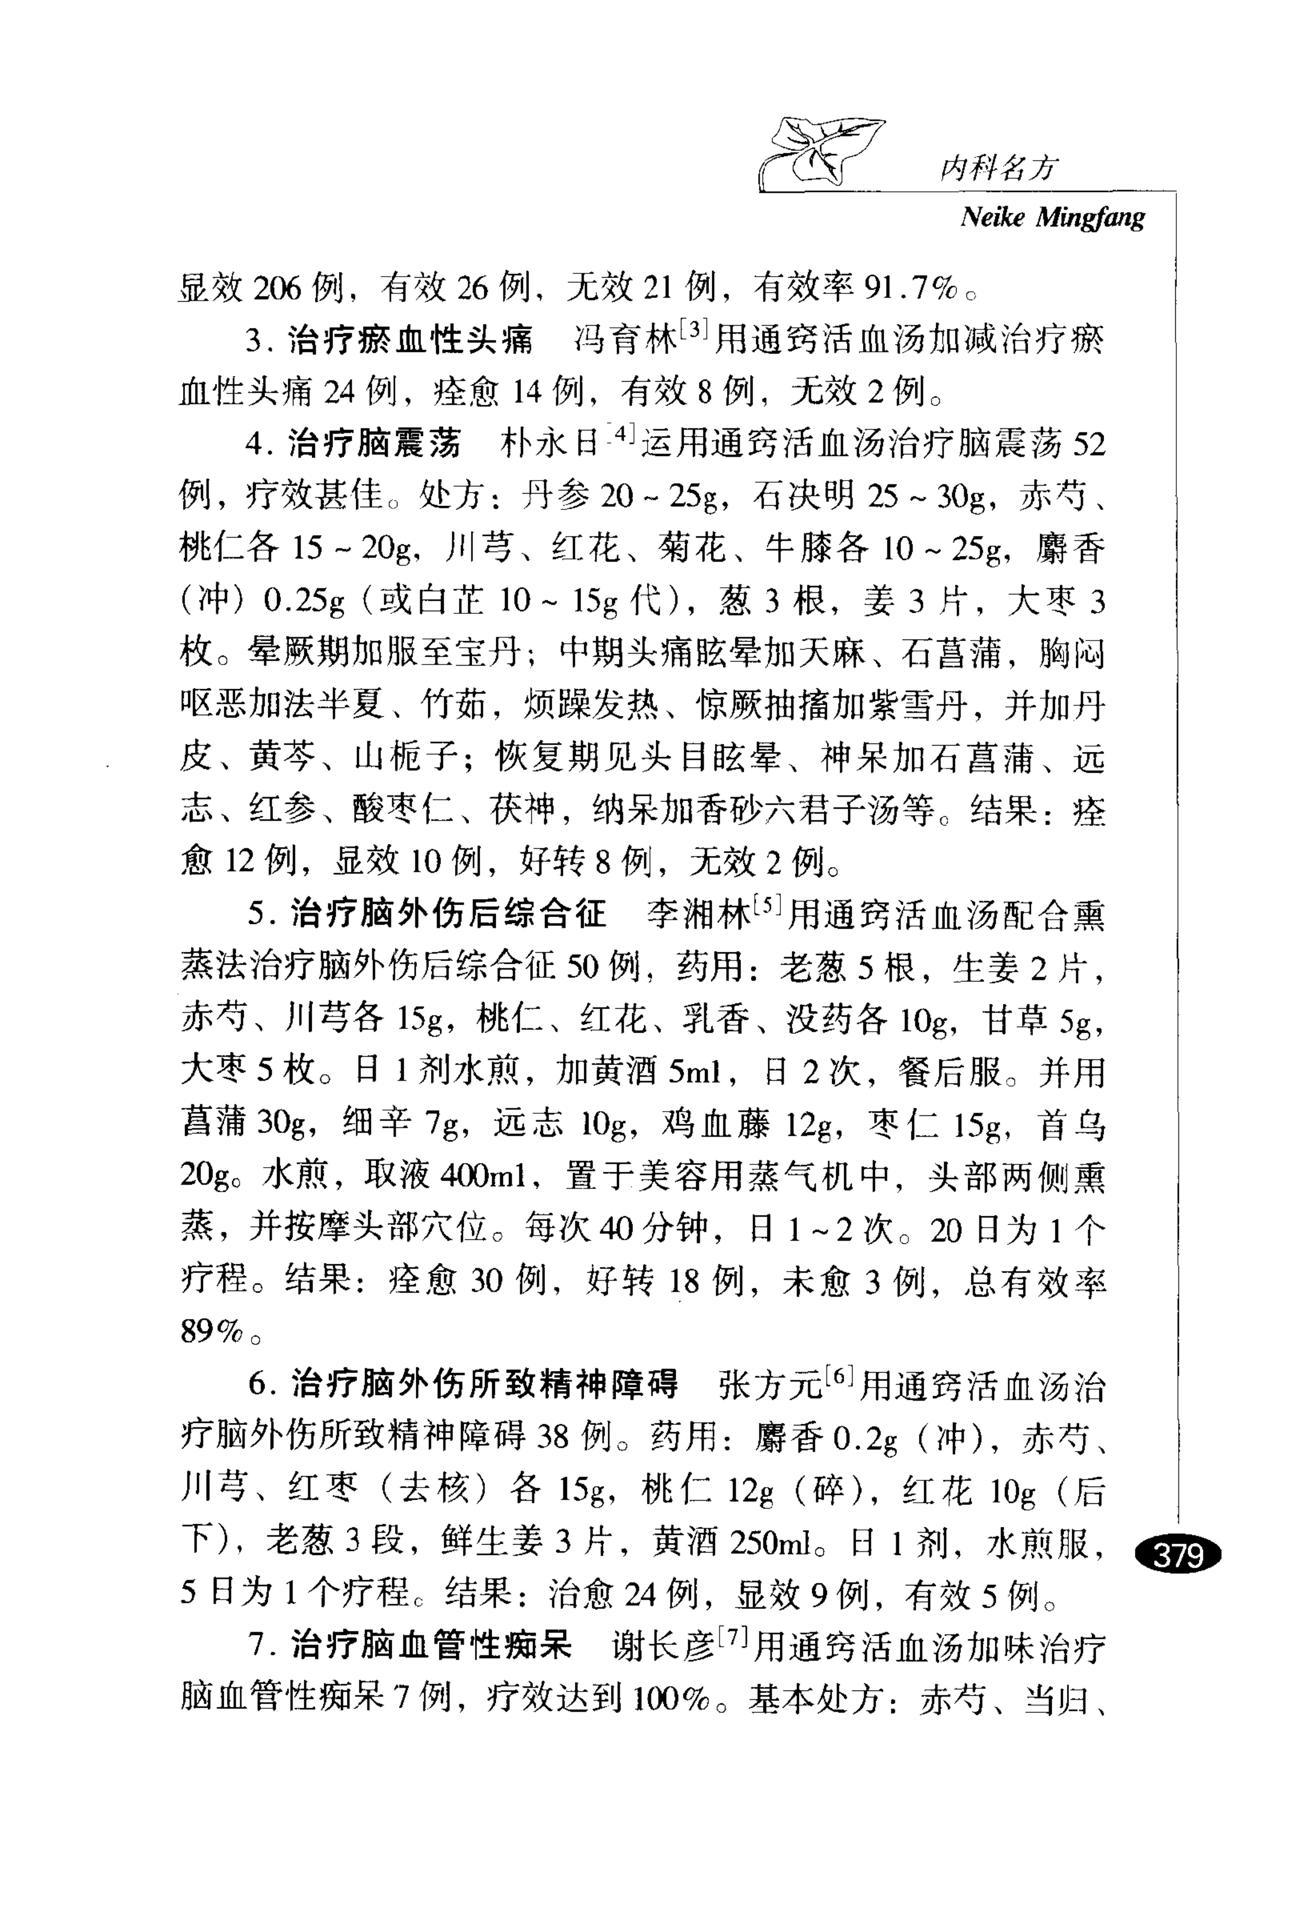 内科名方
Neike Mingfang
显效 206 例，有效 26 例，无效 21 例，有效率 91.7%。
3. 治疗瘀血性头痛　冯育林[3]用通窍活血汤加减治疗瘀
血性头痛 24 例，痊愈 14 例，有效 8 例，无效 2 例。
4. 治疗脑震荡　朴永日[4]运用通窍活血汤治疗脑震荡 52
例，疗效甚佳。处方：丹参 20～25g，石决明 25～30g，赤芍、
桃仁各 15～20g，川芎、红花、菊花、牛膝各 10～25g，麝香
（冲）0.25g（或白芷 10～15g 代），葱 3 根，姜 3 片，大枣 3
枚。晕厥期加服至宝丹；中期头痛眩晕加天麻、石菖蒲，胸闷
呕恶加法半夏、竹茹，烦躁发热、惊厥抽搐加紫雪丹，并加丹
皮、黄芩、山栀子；恢复期见头目眩晕、神呆加石菖蒲、远
志、红参、酸枣仁、茯神，纳呆加香砂六君子汤等。结果：痊
愈 12 例，显效 10 例，好转 8 例，无效 2 例。
5. 治疗脑外伤后综合征　李湘林[5]用通窍活血汤配合熏
蒸法治疗脑外伤后综合征 50 例，药用：老葱 5 根，生姜 2 片，
赤芍、川芎各 15g，桃仁、红花、乳香、没药各 10g，甘草 5g，
大枣 5 枚。日 1 剂水煎，加黄酒 5ml，日 2 次，餐后服。并用
菖蒲 30g，细辛 7g，远志 10g，鸡血藤 12g，枣仁 15g，首乌
20g。水煎，取液 400ml，置于美容用蒸气机中，头部两侧熏
蒸，并按摩头部穴位。每次 40 分钟，日 1～2 次。20 日为 1 个
疗程。结果：痊愈 30 例，好转 18 例，未愈 3 例，总有效率
89%。
6. 治疗脑外伤所致精神障碍　张方元[6]用通窍活血汤治
疗脑外伤所致精神障碍 38 例。药用：麝香 0.2g（冲），赤芍、
川芎、红枣（去核）各 15g，桃仁 12g（碎），红花 10g（后
下），老葱 3 段，鲜生姜 3 片，黄酒 250ml。日 1 剂，水煎服，
5 日为 1 个疗程。结果：治愈 24 例，显效 9 例，有效 5 例。
7. 治疗脑血管性痴呆　谢长彦[7]用通窍活血汤加味治疗
脑血管性痴呆 7 例，疗效达到 100%。基本处方：赤芍、当归、
379